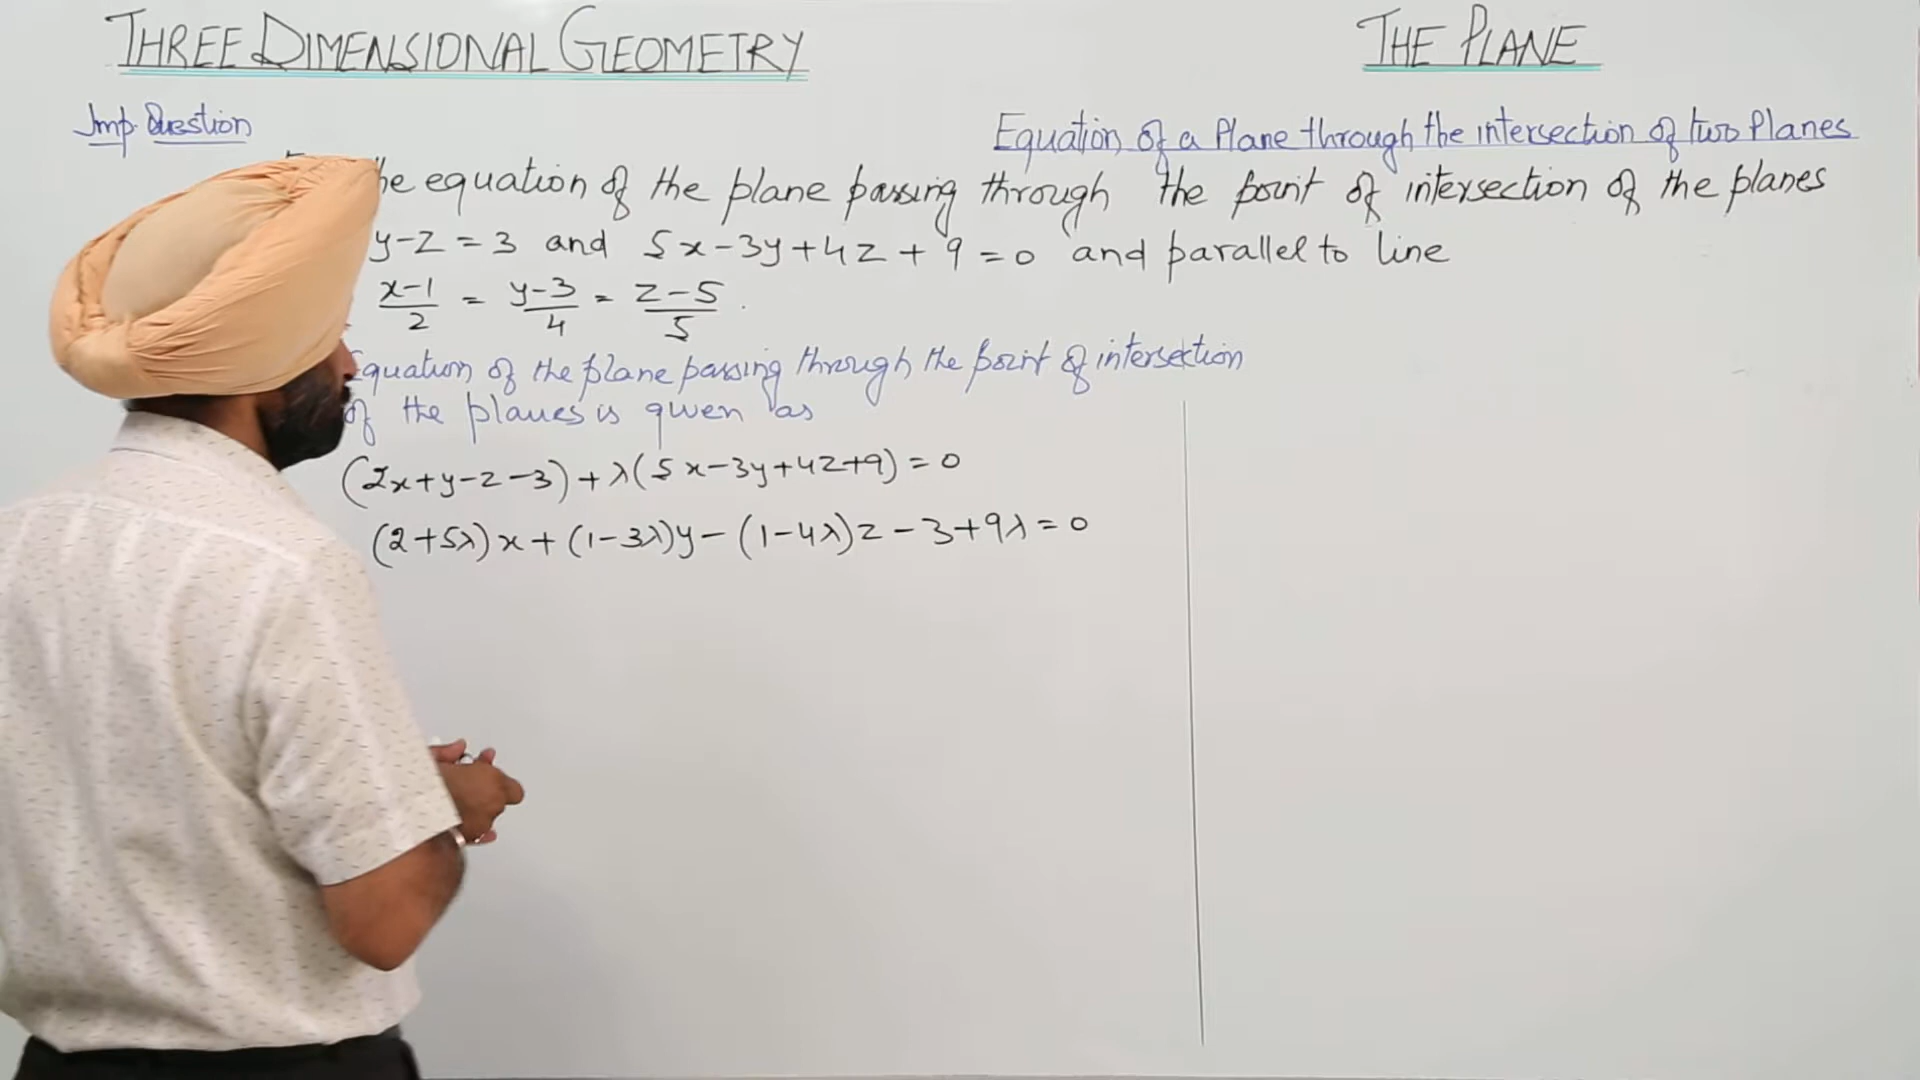 THREE DIMENSIONAL GEOMETRY
THE PLANE
Imp. Question
Equation of a Plane through the intersection of two Planes
he equation of the plane passing through the point of intersection of the planes
y-z=3 and 5x-3y+4z+9=0 and parallel to line
x-1/2 = y-3/4 = z-5/5.
Equation of the plane passing through the point of intersection
of the planes is given as
(2x+y-z-3)+λ(5x-3y+4z+9)=0
(2+5λ)x+(1-3λ)y-(1-4λ)z-3+9λ=0